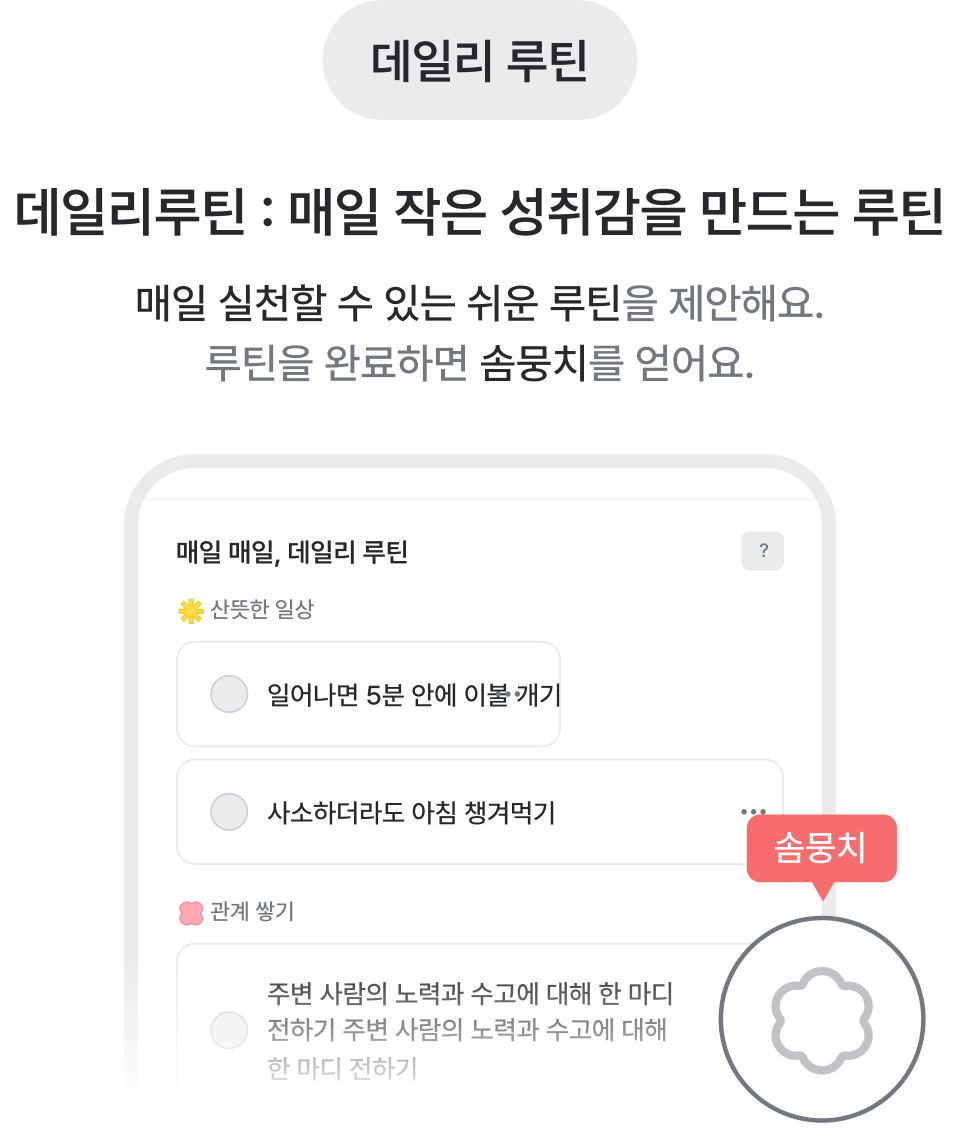 데일리 루틴
데일리루틴 : 매일 작은 성취감을 만드는 루틴
매일 실천할 수 있는 쉬운 루틴을 제안해요.
루틴을 완료하면 솜뭉치를 얻어요.
매일 매일, 데일리 루틴
?
산뜻한 일상
일어나면 5분 안에 이불 개기
사소하더라도 아침 챙겨먹기
솜뭉치
관계 쌓기
주변 사람의 노력과 수고에 대해 한 마디
전하기 주변 사람의 노력과 수고에 대해
한 마디 전하기